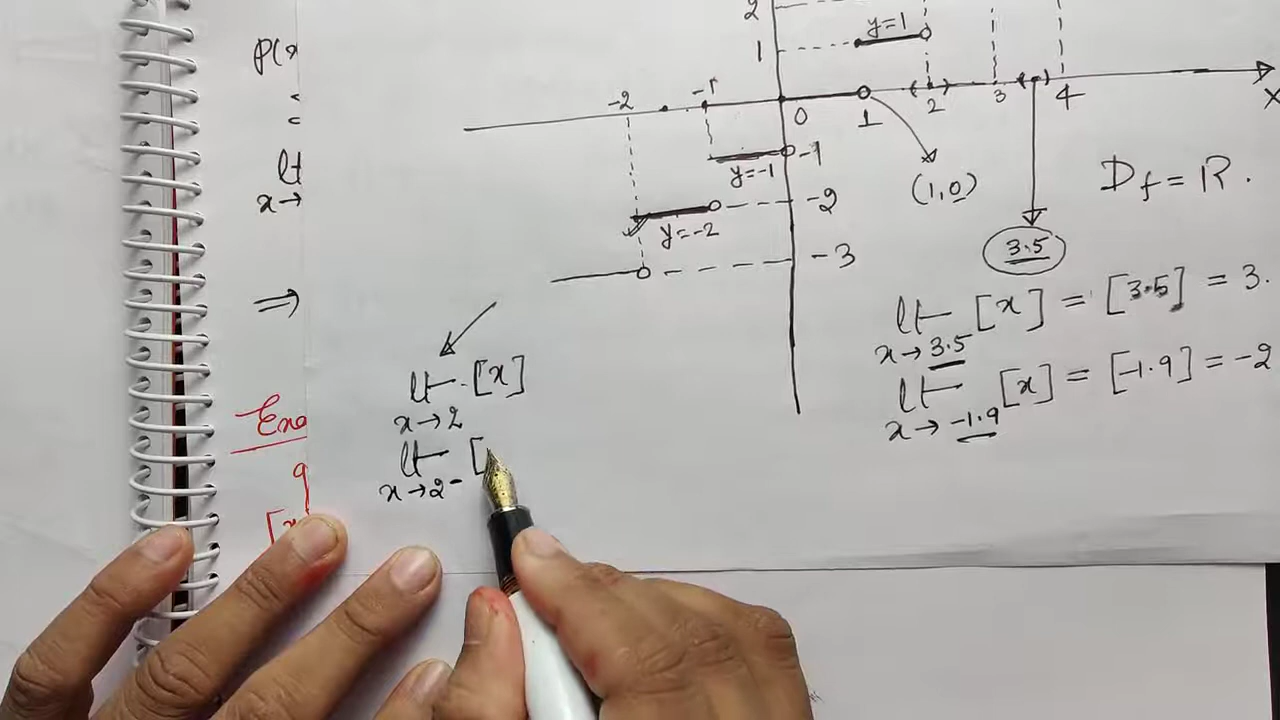 2
y=1
1
-2 -1 0 1 2 3 4 X
-1
y=-1
(1,0)
D_f = R.
-2
y=-2
3.5
-3
lt [x] = [3.5] = 3.
x→3.5
lt [x] = [-1.9] = -2
x→-1.9
lt [x]
x→2
lt [
x→2-
P(x
lt
x→
⇒
Exa